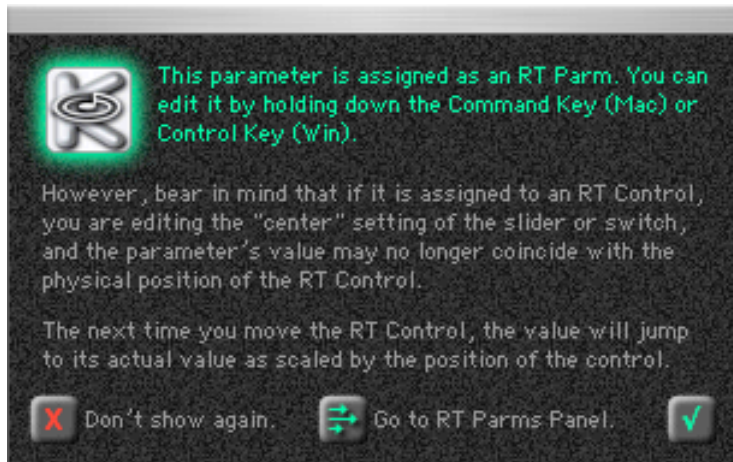 This parameter is assigned as an RT Parm. You can
edit it by holding down the Command Key (Mac) or
Control Key (Win).
However, bear in mind that if it is assigned to an RT Control,
you are editing the "center" setting of the slider or switch,
and the parameter's value may no longer coincide with the
physical position of the RT Control.
The next time you move the RT Control, the value will jump
to its actual value as scaled by the position of the control.
X Don't show again. Go to RT Parms Panel. √